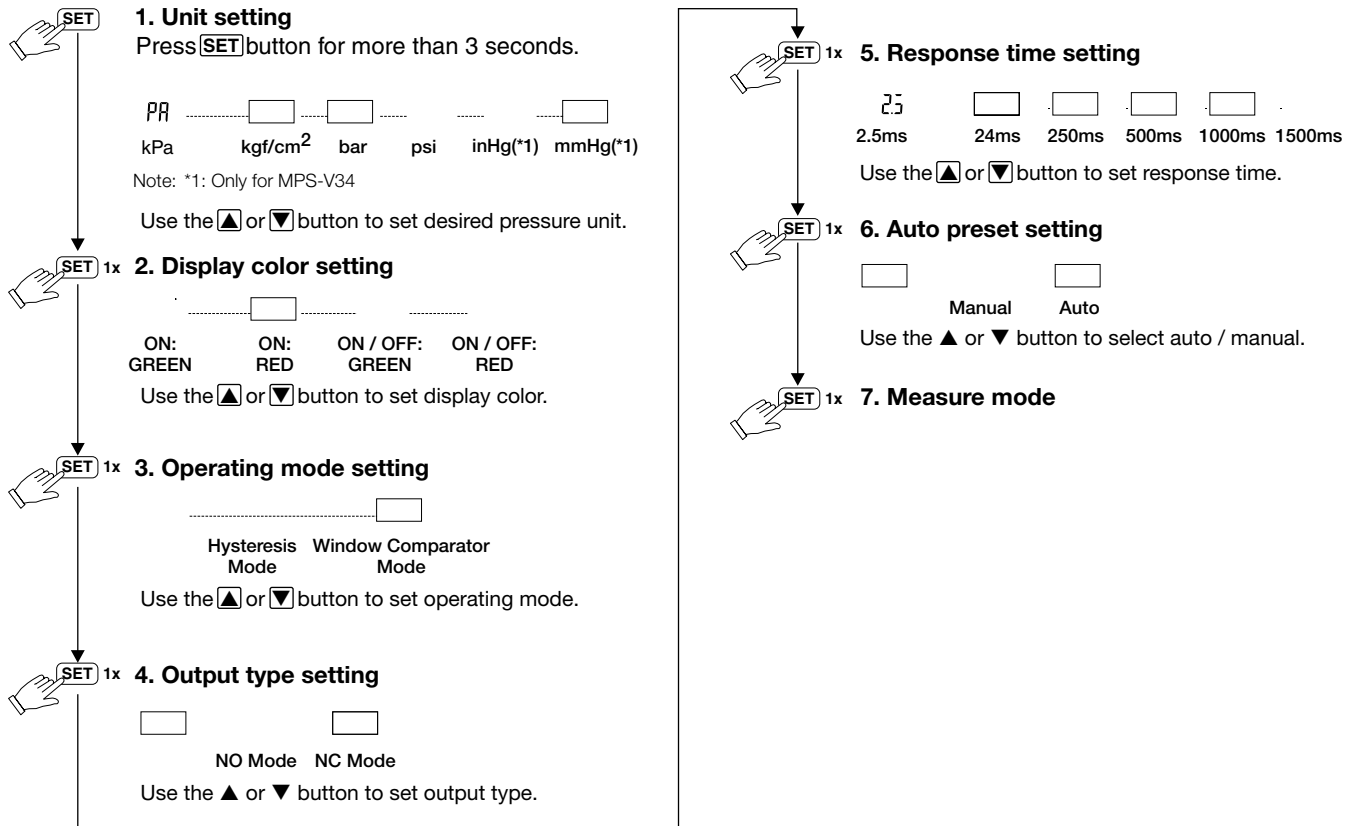 SET 1. Unit setting
Press SET button for more than 3 seconds.
PA
kPa kgf/cm2 bar psi inHg(*1) mmHg(*1)
Note: *1: Only for MPS-V34
Use the ▲ or ▼ button to set desired pressure unit.
SET 1x 2. Display color setting
ON: GREEN ON: RED ON / OFF: GREEN ON / OFF: RED
Use the ▲ or ▼ button to set display color.
SET 1x 3. Operating mode setting
Hysteresis Mode Window Comparator Mode
Use the ▲ or ▼ button to set operating mode.
SET 1x 4. Output type setting
NO Mode NC Mode
Use the ▲ or ▼ button to set output type.
SET 1x 5. Response time setting
2.5
2.5ms 24ms 250ms 500ms 1000ms 1500ms
Use the ▲ or ▼ button to set response time.
SET 1x 6. Auto preset setting
Manual Auto
Use the ▲ or ▼ button to select auto / manual.
SET 1x 7. Measure mode